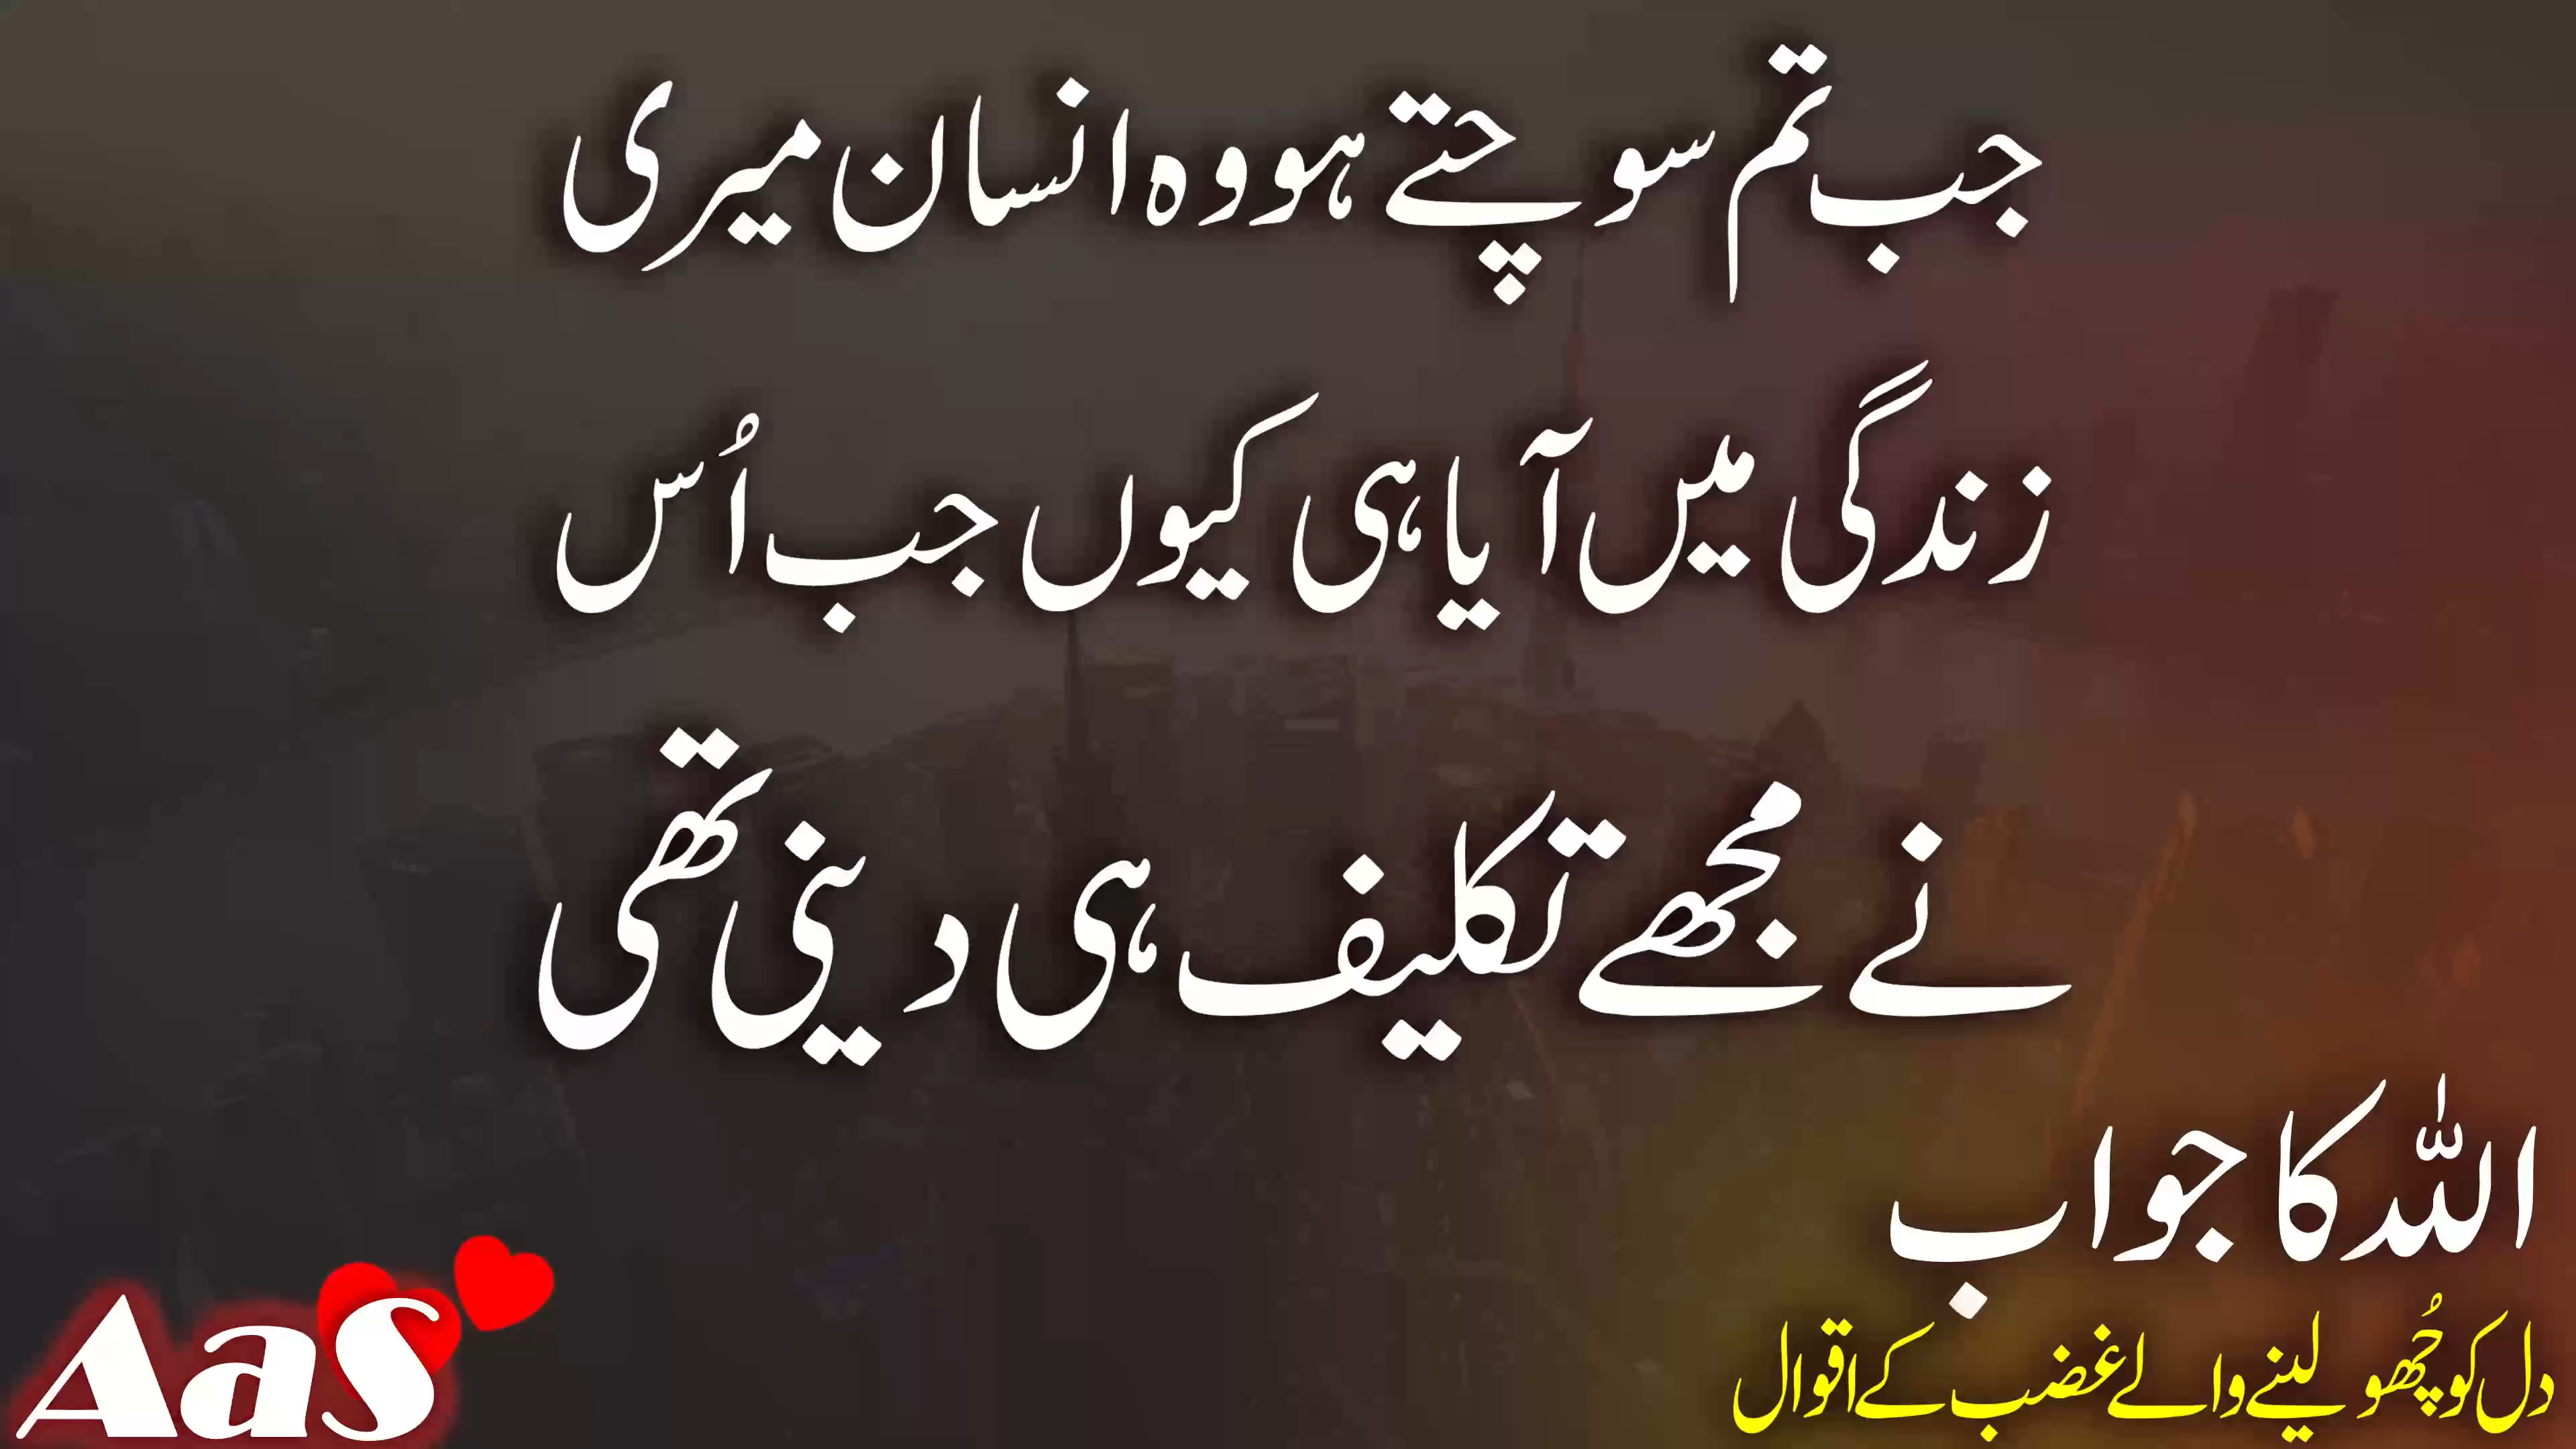 جب تم سوچتے ہو وہ انسان میری
زندگی میں آیا ہی کیوں جب اُس
نے مجھے تکلیف ہی دینی تھی
اللہ کا جواب
دل کو چُھو لینے والے غضب کے اقوال
AaS